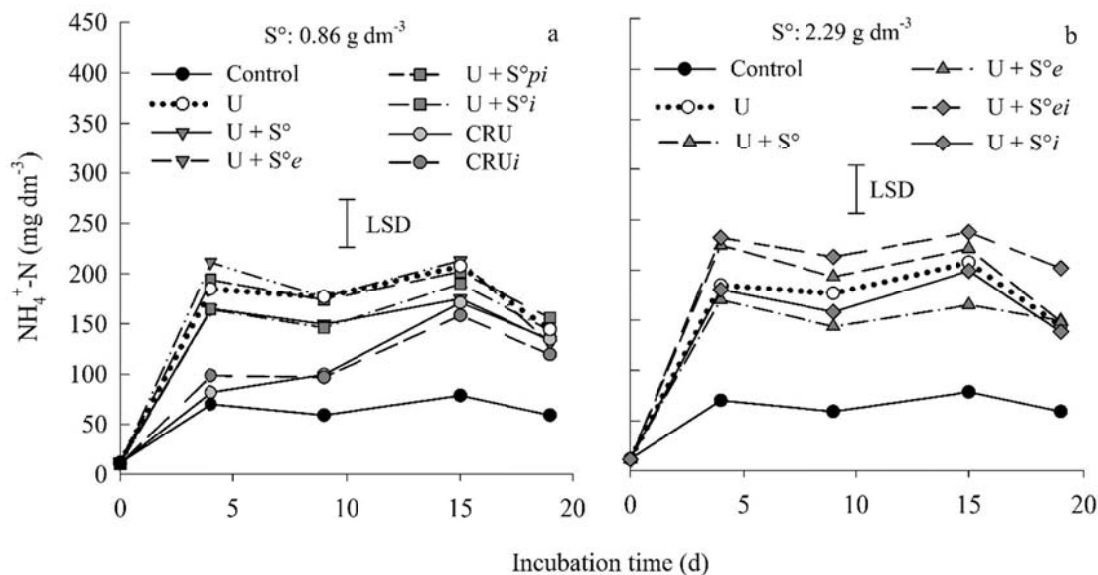 NH₄⁺-N (mg dm⁻³)
450
400
350
300
250
200
150
100
50
0
S°: 0.86 g dm⁻³
a
Control
U
U + S°
U + S°e
U + S°pi
U + S°i
CRU
CRUi
LSD
0 5 10 15 20
S°: 2.29 g dm⁻³
b
Control
U
U + S°
U + S°e
U + S°ei
U + S°i
LSD
0 5 10 15 20
Incubation time (d)